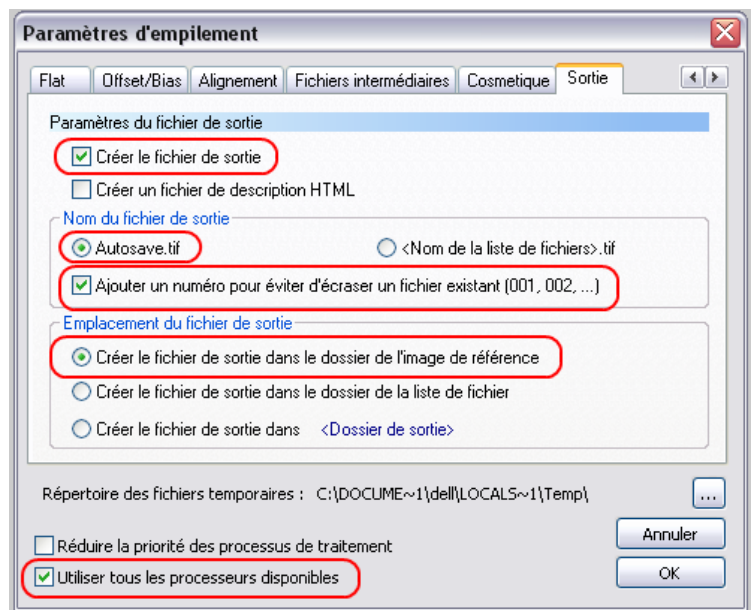 Paramètres d'empilement
Flat Offset/Bias Alignement Fichiers intermédiaires Cosmetique Sortie
Paramètres du fichier de sortie
Créer le fichier de sortie
Créer un fichier de description HTML
Nom du fichier de sortie
Autosave.tif <Nom de la liste de fichiers>.tif
Ajouter un numéro pour éviter d'écraser un fichier existant (001, 002, ...)
Emplacement du fichier de sortie
Créer le fichier de sortie dans le dossier de l'image de référence
Créer le fichier de sortie dans le dossier de la liste de fichier
Créer le fichier de sortie dans <Dossier de sortie>
Répertoire des fichiers temporaires : C:\DOCUME~1\dell\LOCALS~1\Temp\ ...
Réduire la priorité des processus de traitement
Annuler
Utiliser tous les processeurs disponibles
OK